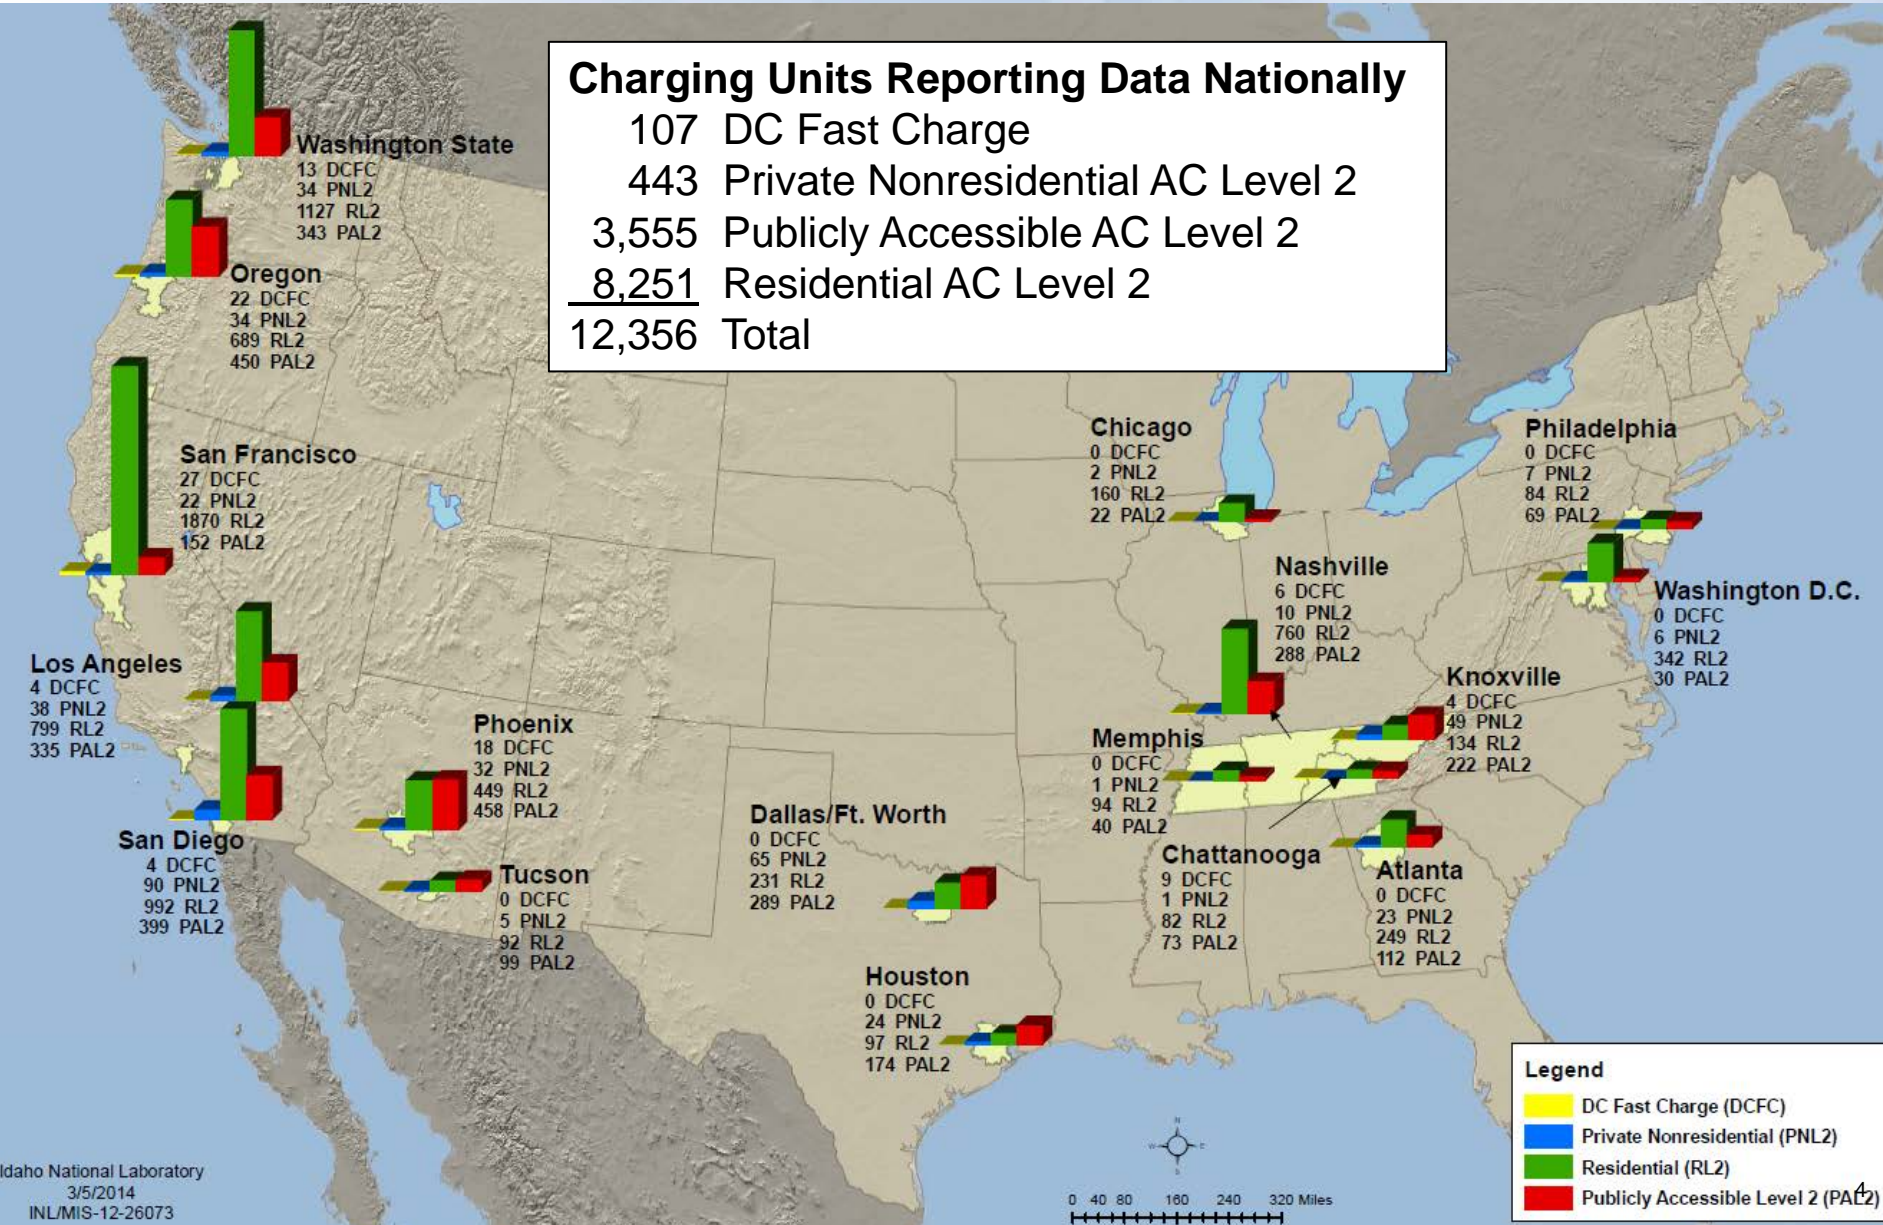 Charging Units Reporting Data Nationally
107 DC Fast Charge
443 Private Nonresidential AC Level 2
3,555 Publicly Accessible AC Level 2
8,251 Residential AC Level 2
12,356 Total
Washington State
13 DCFC
34 PNL2
1127 RL2
343 PAL2
Oregon
22 DCFC
34 PNL2
689 RL2
450 PAL2
San Francisco
27 DCFC
22 PNL2
1870 RL2
152 PAL2
Los Angeles
4 DCFC
38 PNL2
799 RL2
335 PAL2
San Diego
4 DCFC
90 PNL2
992 RL2
399 PAL2
Phoenix
18 DCFC
32 PNL2
449 RL2
458 PAL2
Tucson
0 DCFC
5 PNL2
92 RL2
99 PAL2
Dallas/Ft. Worth
0 DCFC
65 PNL2
231 RL2
289 PAL2
Houston
0 DCFC
24 PNL2
97 RL2
174 PAL2
Chicago
0 DCFC
2 PNL2
160 RL2
22 PAL2
Nashville
6 DCFC
10 PNL2
760 RL2
288 PAL2
Memphis
0 DCFC
1 PNL2
94 RL2
40 PAL2
Chattanooga
9 DCFC
1 PNL2
82 RL2
73 PAL2
Knoxville
4 DCFC
49 PNL2
134 RL2
222 PAL2
Atlanta
0 DCFC
23 PNL2
249 RL2
112 PAL2
Philadelphia
0 DCFC
7 PNL2
84 RL2
69 PAL2
Washington D.C.
0 DCFC
6 PNL2
342 RL2
30 PAL2
Idaho National Laboratory
3/5/2014
INL/MIS-12-26073
N
W E
S
0 40 80 160 240 320 Miles
Legend
DC Fast Charge (DCFC)
Private Nonresidential (PNL2)
Residential (RL2)
Publicly Accessible Level 2 (PAL2)
4